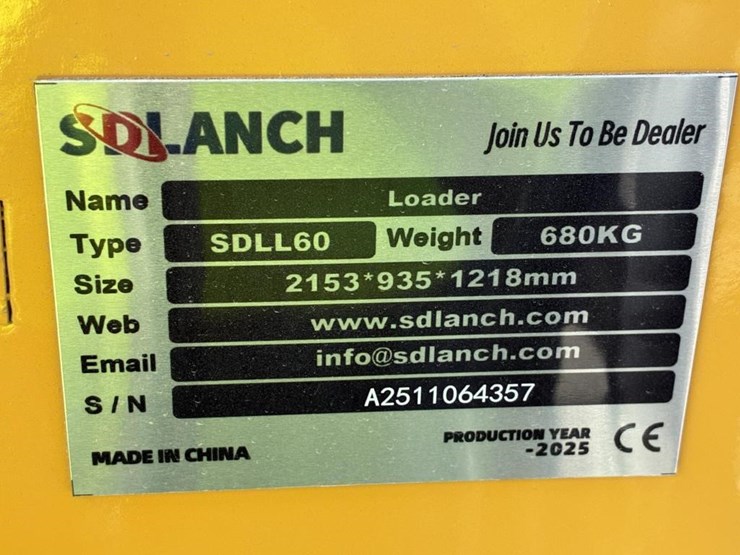 SDLANCH
Join Us To Be Dealer
Name Loader
Type SDLL60 Weight 680KG
Size 2153*935*1218mm
Web www.sdlanch.com
Email info@sdlanch.com
S/N A2511064357
MADE IN CHINA
PRODUCTION YEAR
-2025
CE